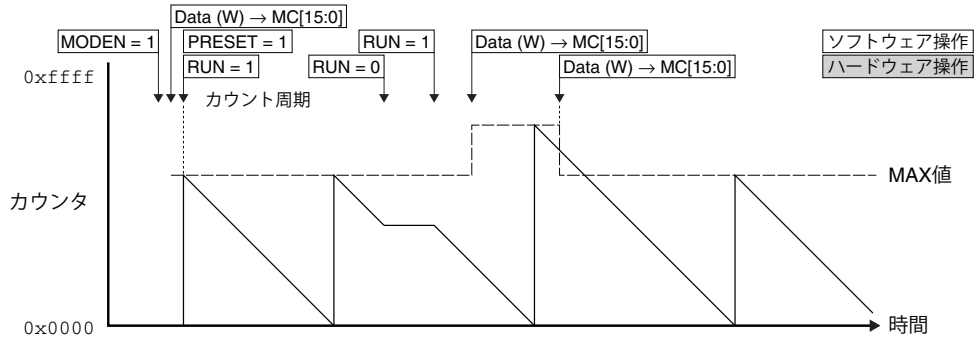 Data (W) → MC[15:0]
MODEN = 1
PRESET = 1
RUN = 1
Data (W) → MC[15:0]
ソフトウェア操作
RUN = 1
RUN = 0
Data (W) → MC[15:0]
ハードウェア操作
0xffff
カウント周期
MAX値
カウンタ
0x0000
時間